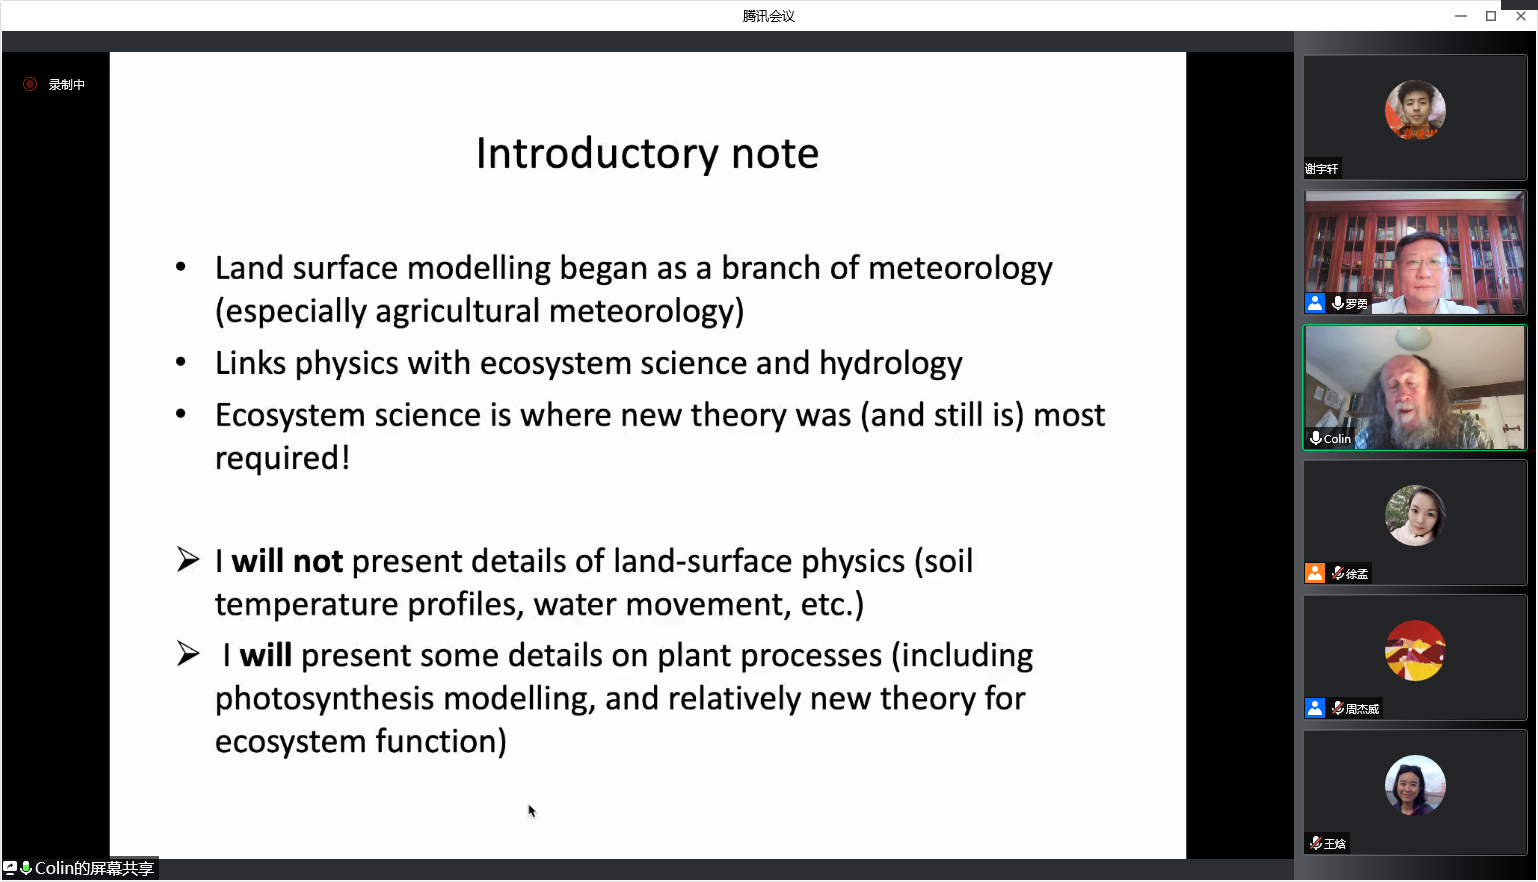 腾讯会议
录制中
Introductory note
• Land surface modelling began as a branch of meteorology
(especially agricultural meteorology)
• Links physics with ecosystem science and hydrology
• Ecosystem science is where new theory was (and still is) most
required!
➢ I will not present details of land-surface physics (soil
temperature profiles, water movement, etc.)
➢ I will present some details on plant processes (including
photosynthesis modelling, and relatively new theory for
ecosystem function)
Colin的屏幕共享
谢宇轩
罗勇
Colin
徐孟
周杰威
王焓